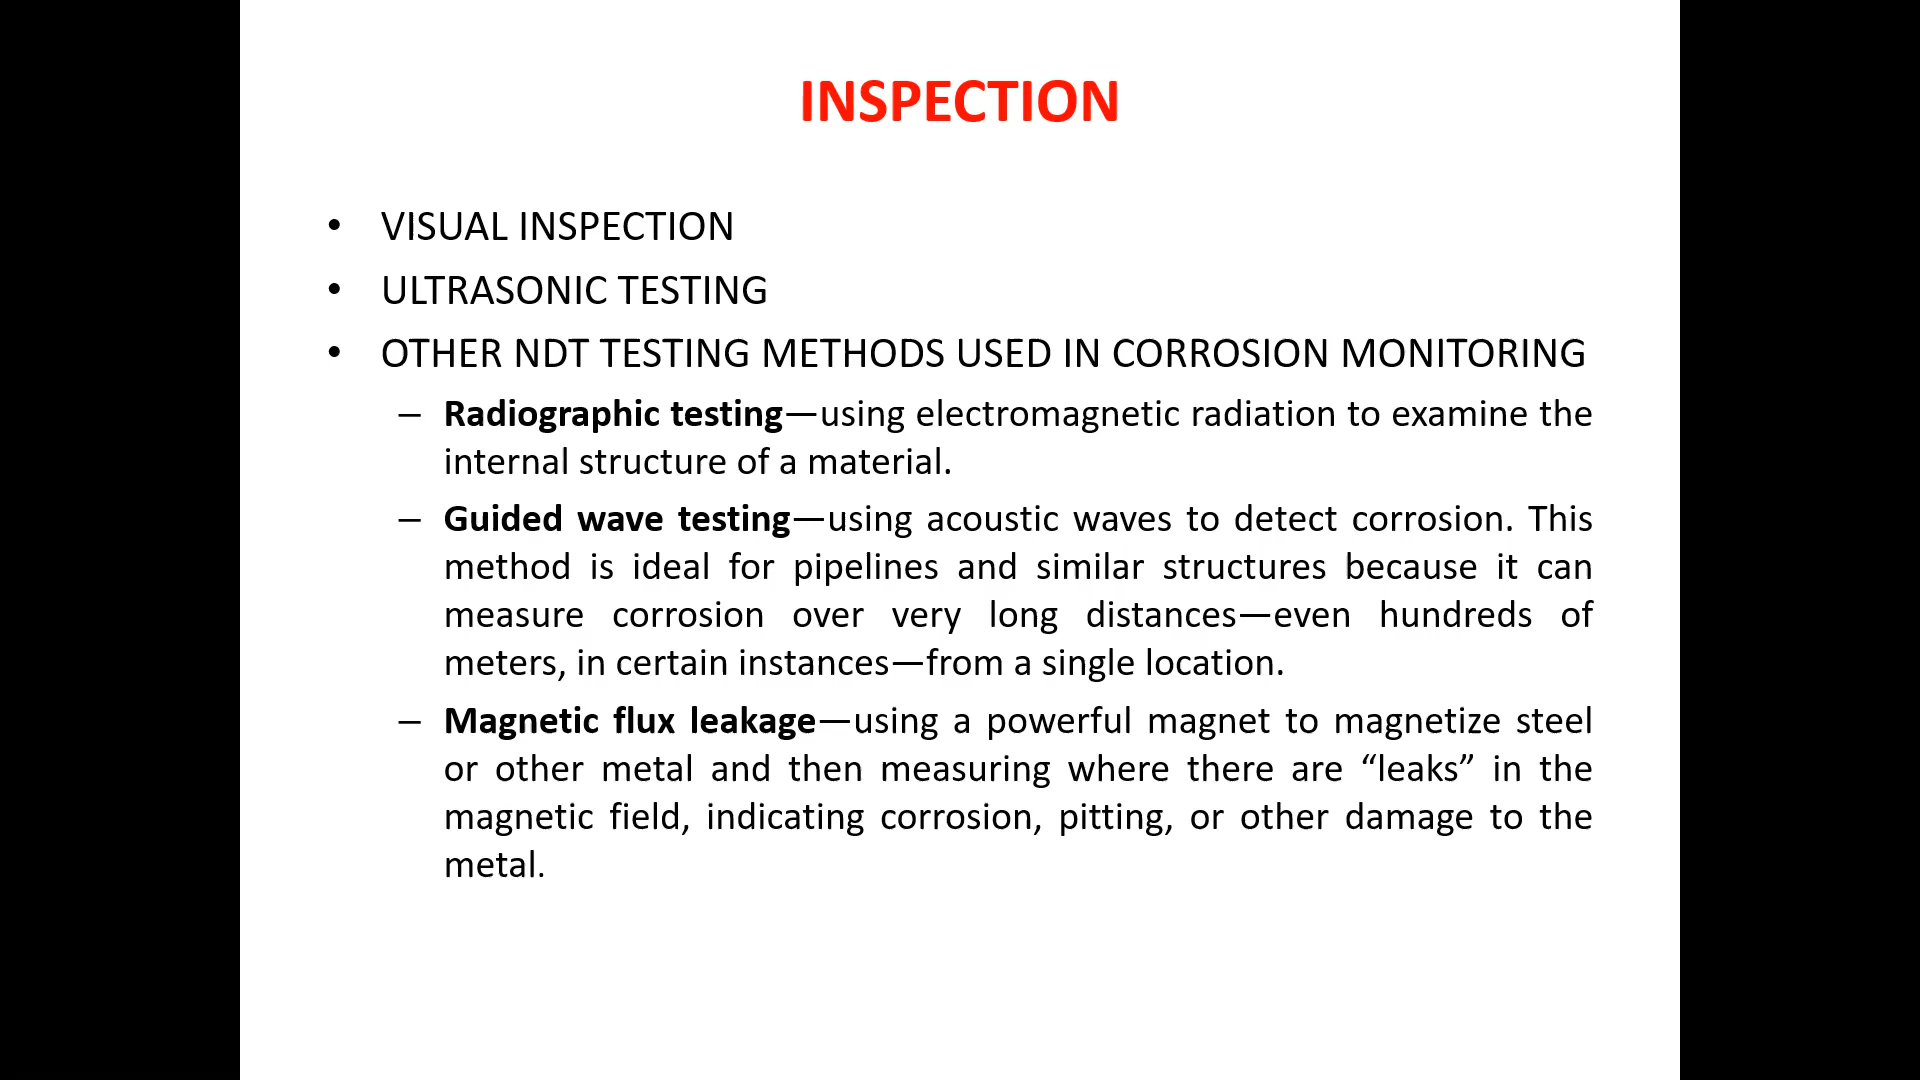 INSPECTION
• VISUAL INSPECTION
• ULTRASONIC TESTING
• OTHER NDT TESTING METHODS USED IN CORROSION MONITORING
– Radiographic testing—using electromagnetic radiation to examine the
internal structure of a material.
– Guided wave testing—using acoustic waves to detect corrosion. This
method is ideal for pipelines and similar structures because it can
measure corrosion over very long distances—even hundreds of
meters, in certain instances—from a single location.
– Magnetic flux leakage—using a powerful magnet to magnetize steel
or other metal and then measuring where there are “leaks” in the
magnetic field, indicating corrosion, pitting, or other damage to the
metal.